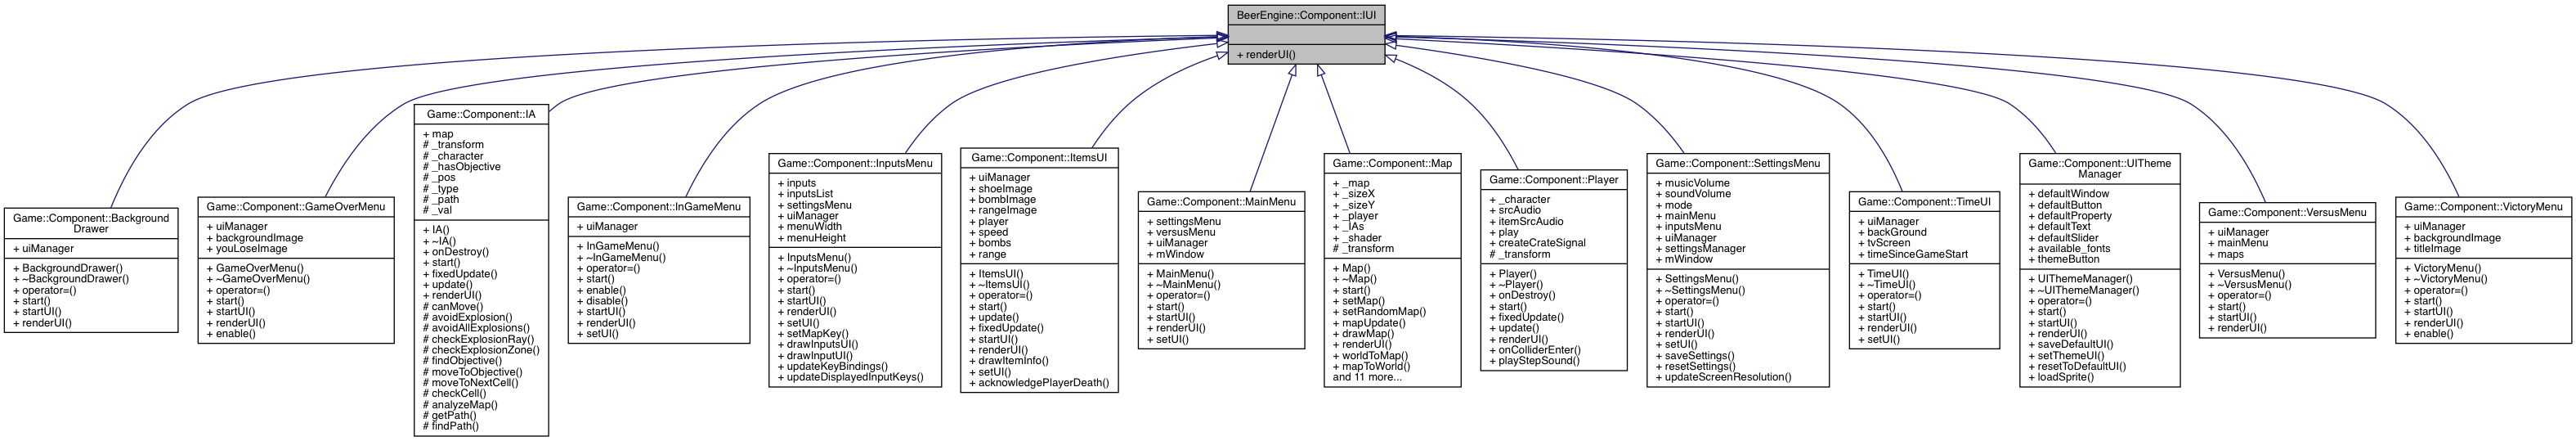 BeerEngine::Component::IUI
+ renderUI()
Game::Component::Background
Drawer
+ uiManager
+ BackgroundDrawer()
+ ~BackgroundDrawer()
+ operator=()
+ start()
+ startUI()
+ renderUI()
Game::Component::GameOverMenu
+ uiManager
+ backgroundImage
+ youLoseImage
+ GameOverMenu()
+ ~GameOverMenu()
+ operator=()
+ start()
+ startUI()
+ renderUI()
+ enable()
Game::Component::IA
+ map
# _transform
# _character
# _hasObjective
# _pos
# _type
# _path
# _val
+ IA()
+ ~IA()
+ onDestroy()
+ start()
+ fixedUpdate()
+ update()
+ renderUI()
# canMove()
# avoidExplosion()
# avoidAllExplosions()
# checkExplosionRay()
# checkExplosionZone()
# findObjective()
# moveToObjective()
# moveToNextCell()
# checkCell()
# analyzeMap()
# getPath()
# findPath()
Game::Component::InGameMenu
+ uiManager
+ InGameMenu()
+ ~InGameMenu()
+ operator=()
+ start()
+ enable()
+ disable()
+ startUI()
+ renderUI()
+ setUI()
Game::Component::InputsMenu
+ inputs
+ inputsList
+ settingsMenu
+ uiManager
+ menuWidth
+ menuHeight
+ InputsMenu()
+ ~InputsMenu()
+ operator=()
+ start()
+ startUI()
+ renderUI()
+ setUI()
+ setMapKey()
+ drawInputsUI()
+ drawInputUI()
+ updateKeyBindings()
+ updateDisplayedInputKeys()
Game::Component::ItemsUI
+ uiManager
+ shoeImage
+ bombImage
+ rangeImage
+ player
+ speed
+ bombs
+ range
+ ItemsUI()
+ ~ItemsUI()
+ operator=()
+ start()
+ update()
+ fixedUpdate()
+ startUI()
+ renderUI()
+ drawItemInfo()
+ setUI()
+ acknowledgePlayerDeath()
Game::Component::MainMenu
+ settingsMenu
+ versusMenu
+ uiManager
+ mWindow
+ MainMenu()
+ ~MainMenu()
+ operator=()
+ start()
+ startUI()
+ renderUI()
+ setUI()
Game::Component::Map
+ _map
+ _sizeX
+ _sizeY
+ _player
+ _IAs
+ _shader
# _transform
+ Map()
+ ~Map()
+ start()
+ setMap()
+ setRandomMap()
+ mapUpdate()
+ drawMap()
+ renderUI()
+ worldToMap()
+ mapToWorld()
and 11 more...
Game::Component::Player
+ _character
+ srcAudio
+ itemSrcAudio
+ play
+ createCrateSignal
# _transform
+ Player()
+ ~Player()
+ onDestroy()
+ start()
+ fixedUpdate()
+ update()
+ renderUI()
+ onColliderEnter()
+ playStepSound()
Game::Component::SettingsMenu
+ musicVolume
+ soundVolume
+ mode
+ mainMenu
+ inputsMenu
+ uiManager
+ settingsManager
+ mWindow
+ SettingsMenu()
+ ~SettingsMenu()
+ operator=()
+ start()
+ startUI()
+ renderUI()
+ setUI()
+ saveSettings()
+ resetSettings()
+ updateScreenResolution()
Game::Component::TimeUI
+ uiManager
+ backGround
+ tvScreen
+ timeSinceGameStart
+ TimeUI()
+ ~TimeUI()
+ operator=()
+ start()
+ startUI()
+ renderUI()
+ setUI()
Game::Component::UITheme
Manager
+ defaultWindow
+ defaultButton
+ defaultProperty
+ defaultText
+ defaultSlider
+ available_fonts
+ themeButton
+ UIThemeManager()
+ ~UIThemeManager()
+ operator=()
+ start()
+ startUI()
+ renderUI()
+ saveDefaultUI()
+ setThemeUI()
+ resetToDefaultUI()
+ loadSprite()
Game::Component::VersusMenu
+ uiManager
+ mainMenu
+ maps
+ VersusMenu()
+ ~VersusMenu()
+ operator=()
+ start()
+ startUI()
+ renderUI()
Game::Component::VictoryMenu
+ uiManager
+ backgroundImage
+ titleImage
+ VictoryMenu()
+ ~VictoryMenu()
+ operator=()
+ start()
+ startUI()
+ renderUI()
+ enable()